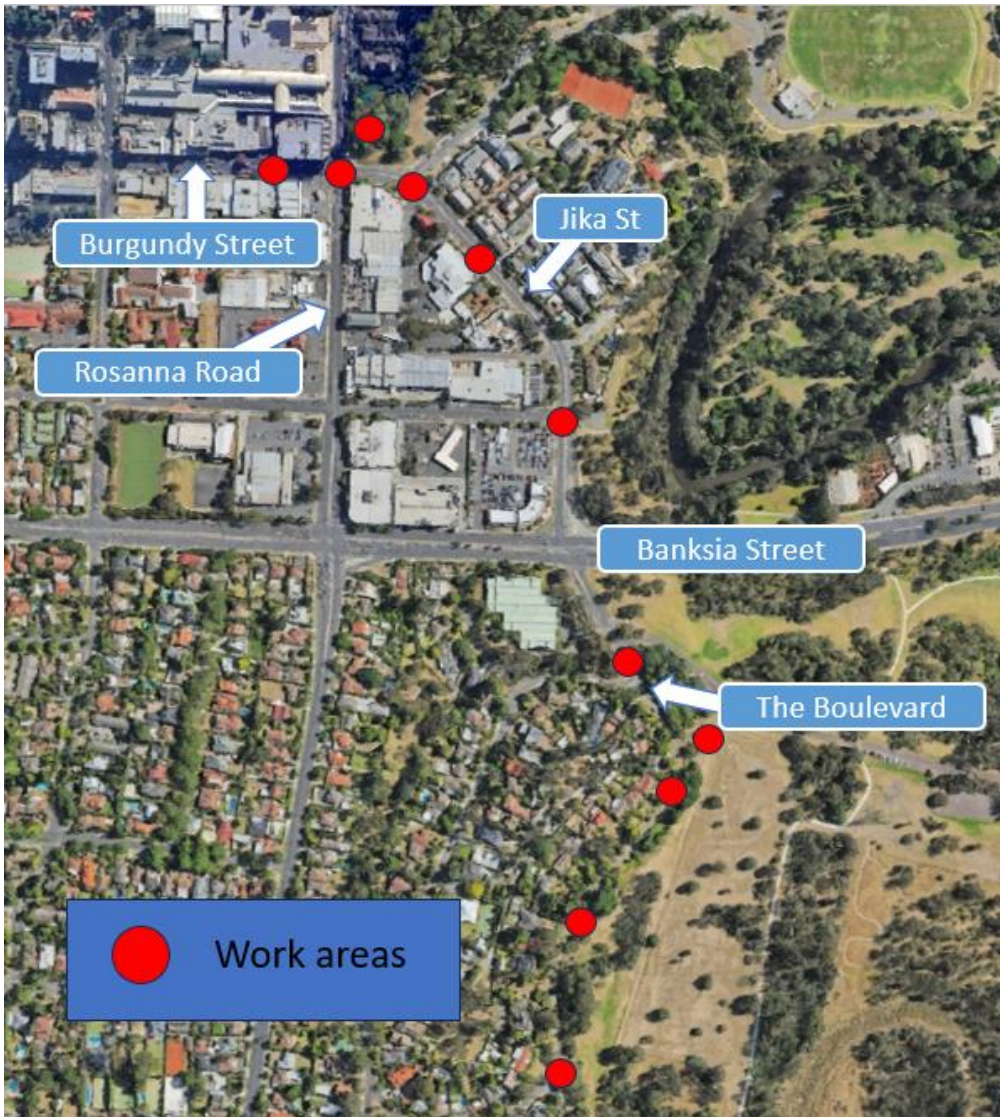 Jika St
Burgundy Street
Rosanna Road
Banksia Street
The Boulevard
Work areas